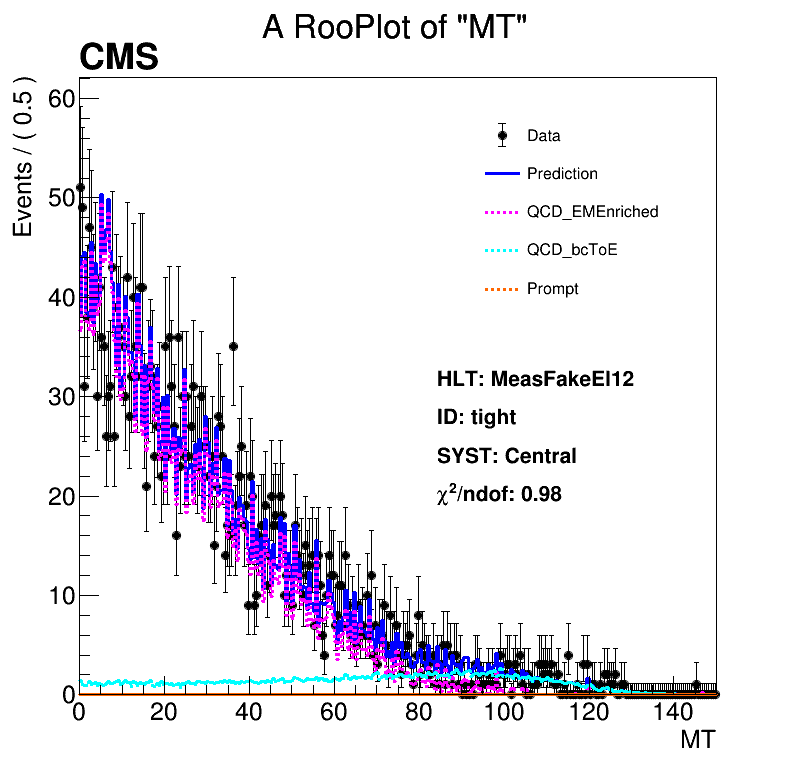 A RooPlot of "MT"
CMS
Events / ( 0.5 )
60
50
40
30
20
10
0
Data
Prediction
QCD_EMEnriched
QCD_bcToE
Prompt
HLT: MeasFakeEl12
ID: tight
SYST: Central
χ²/ndof: 0.98
0 20 40 60 80 100 120 140
MT